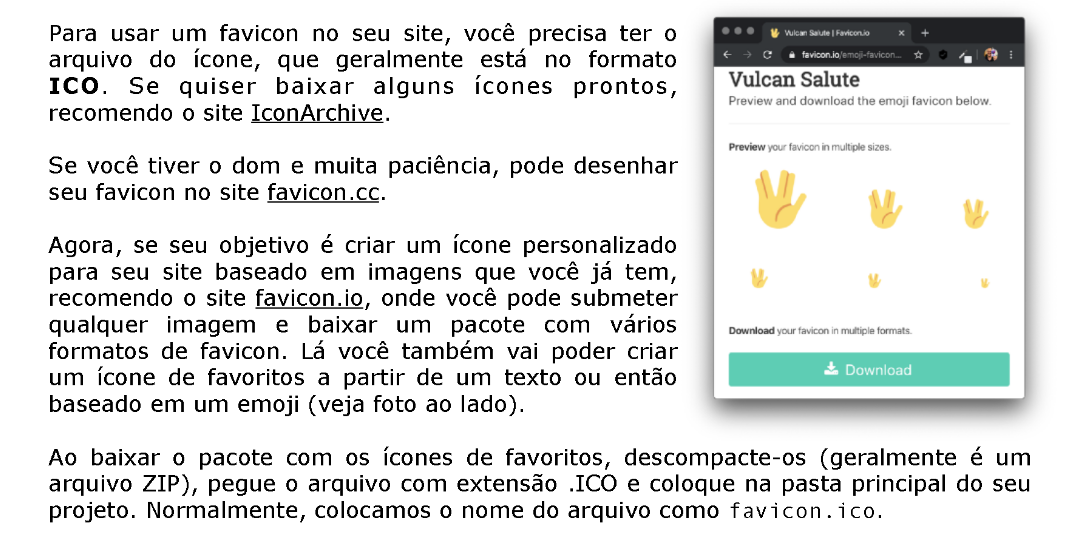 Para usar um favicon no seu site, você precisa ter o
arquivo do ícone, que geralmente está no formato
ICO. Se quiser baixar alguns ícones prontos,
recomendo o site IconArchive.
Se você tiver o dom e muita paciência, pode desenhar
seu favicon no site favicon.cc.
Agora, se seu objetivo é criar um ícone personalizado
para seu site baseado em imagens que você já tem,
recomendo o site favicon.io, onde você pode submeter
qualquer imagem e baixar um pacote com vários
formatos de favicon. Lá você também vai poder criar
um ícone de favoritos a partir de um texto ou então
baseado em um emoji (veja foto ao lado).
Vulcan Salute | Favicon.io
favicon.io/emoji-favicon...
Vulcan Salute
Preview and download the emoji favicon below.
Preview your favicon in multiple sizes.
Download your favicon in multiple formats.
Download
Ao baixar o pacote com os ícones de favoritos, descompacte-os (geralmente é um
arquivo ZIP), pegue o arquivo com extensão .ICO e coloque na pasta principal do seu
projeto. Normalmente, colocamos o nome do arquivo como favicon.ico.